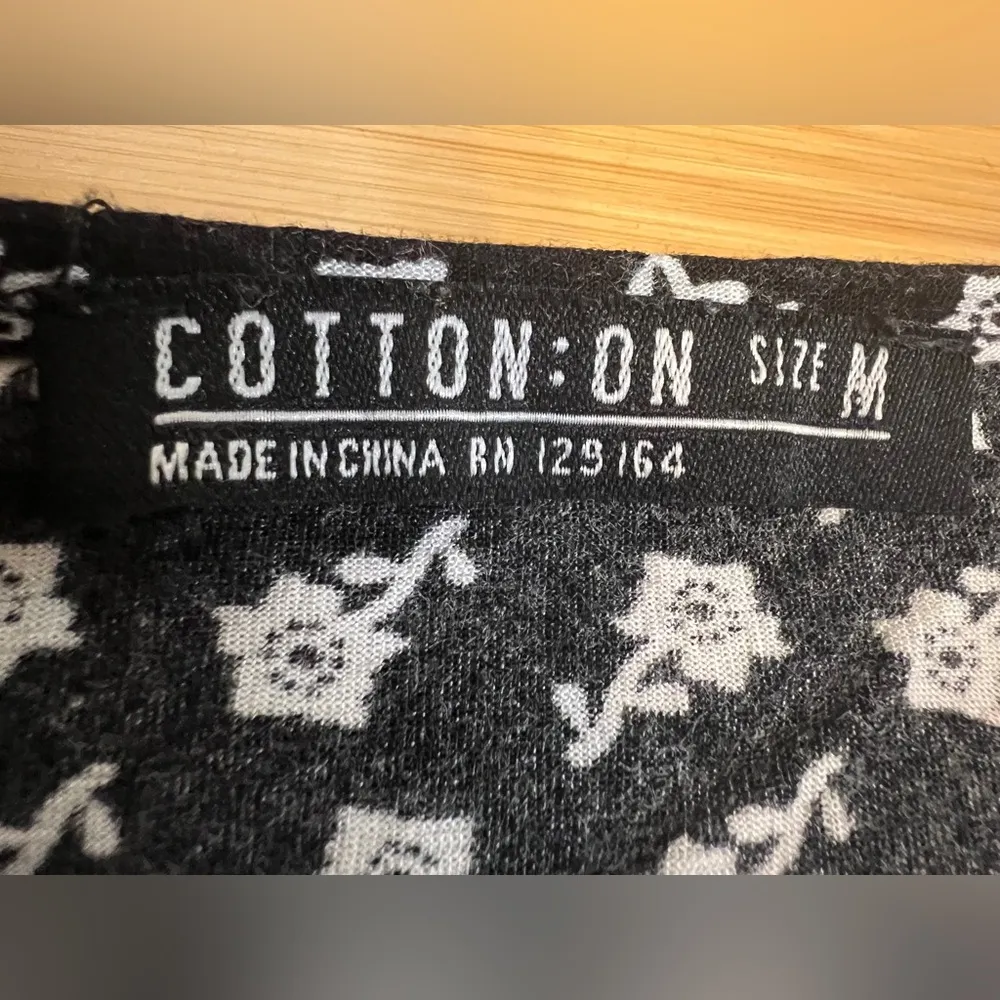 COTTON:ON SIZE M
MADE IN CHINA RN 129164